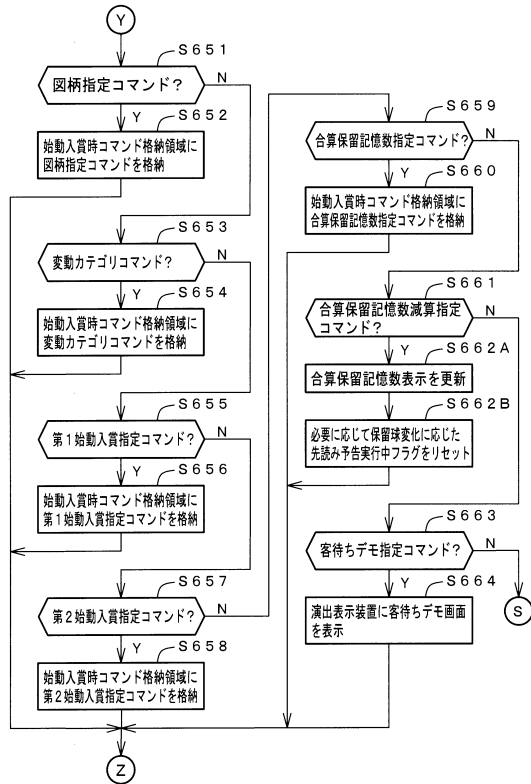 Y
S651
図柄指定コマンド?
N
Y
S652
始動入賞時コマンド格納領域に
図柄指定コマンドを格納
S653
変動カテゴリコマンド?
N
Y
S654
始動入賞時コマンド格納領域に
変動カテゴリコマンドを格納
S655
第1始動入賞指定コマンド?
N
Y
S656
始動入賞時コマンド格納領域に
第1始動入賞指定コマンドを格納
S657
第2始動入賞指定コマンド?
N
Y
S658
始動入賞時コマンド格納領域に
第2始動入賞指定コマンドを格納
Z
S659
合算保留記憶数指定コマンド?
N
Y
S660
始動入賞時コマンド格納領域に
合算保留記憶数指定コマンドを格納
S661
合算保留記憶数減算指定
コマンド?
N
Y
S662A
合算保留記憶数表示を更新
S662B
必要に応じて保留球変化に応じた
先読み予告実行中フラグをリセット
S663
客待ちデモ指定コマンド?
N
Y
S664
演出表示装置に客待ちデモ画面
を表示
S